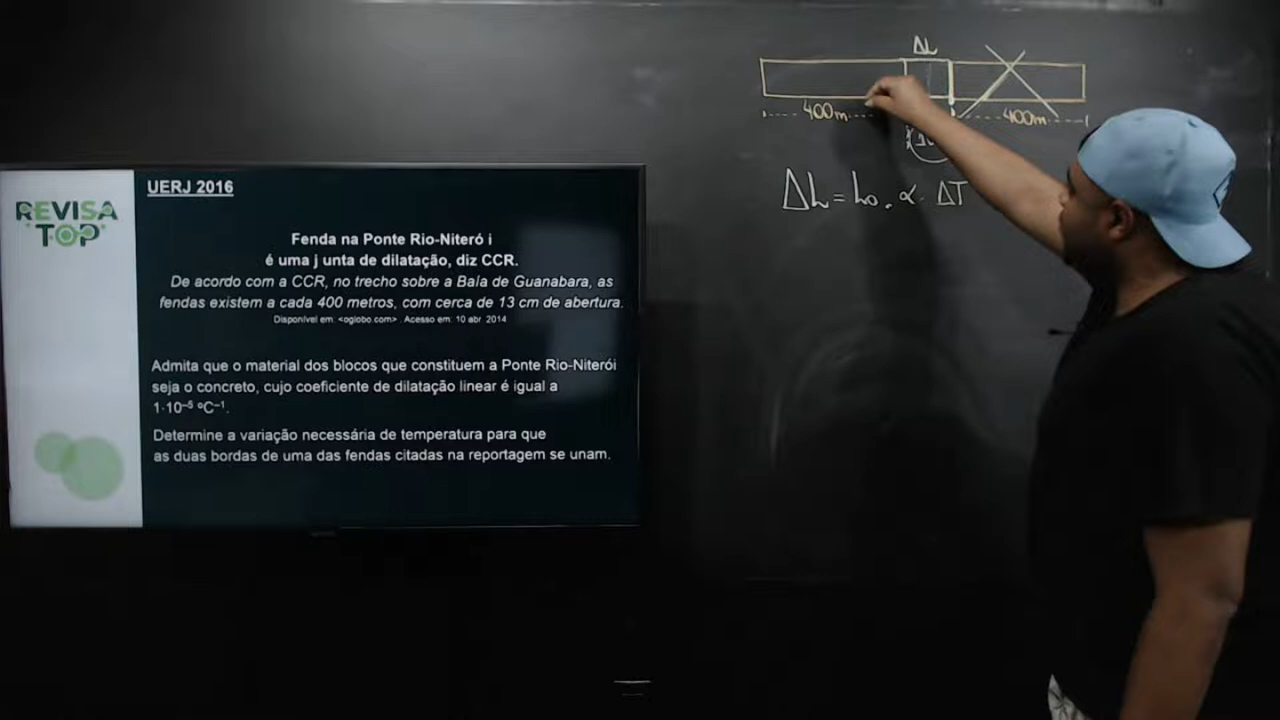 REVISA
TOP
UERJ 2016
Fenda na Ponte Rio-Niteró i
é uma j unta de dilatação, diz CCR.
De acordo com a CCR, no trecho sobre a Baía de Guanabara, as
fendas existem a cada 400 metros, com cerca de 13 cm de abertura.
Disponível em: <oglobo.com> . Acesso em: 10 abr. 2014
Admita que o material dos blocos que constituem a Ponte Rio-Niterói
seja o concreto, cujo coeficiente de dilatação linear é igual a
1·10⁻⁵ ºC⁻¹.
Determine a variação necessária de temperatura para que
as duas bordas de uma das fendas citadas na reportagem se unam.
ΔL
400m
400m
ΔL = L₀ . α . ΔT